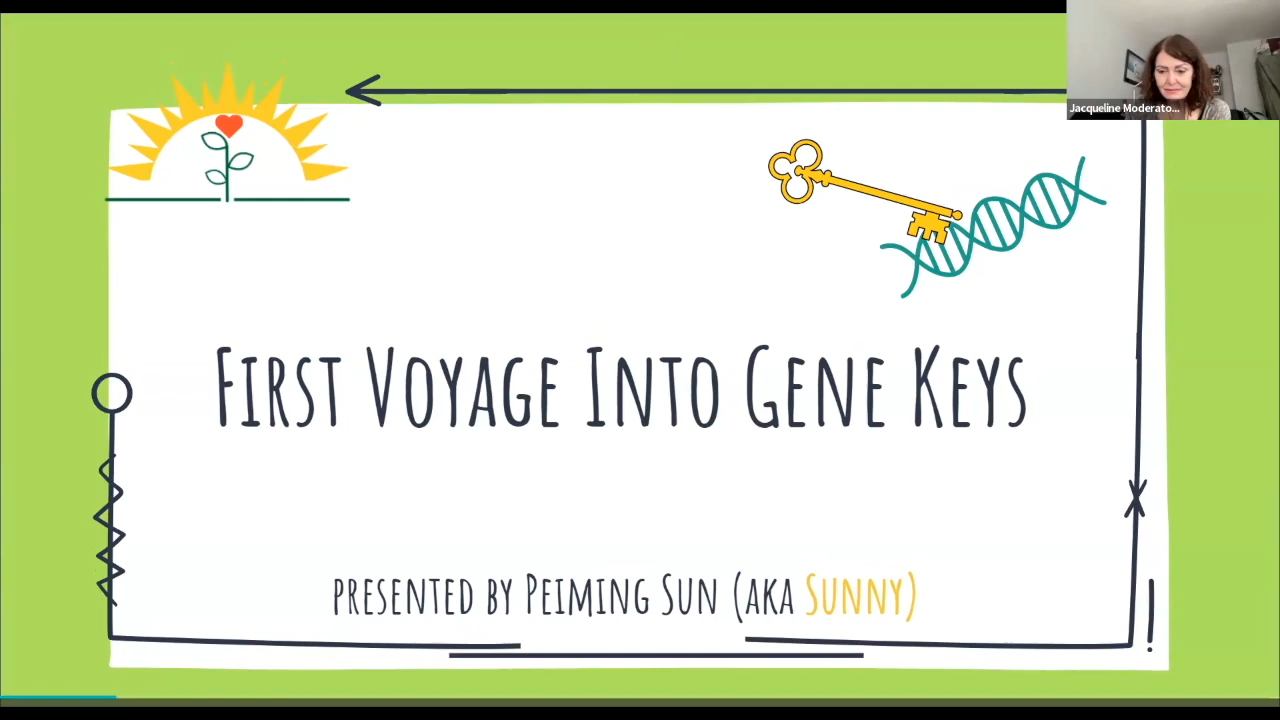 Jacqueline Moderato...
First Voyage Into Gene Keys
presented by Peiming Sun (aka Sunny)